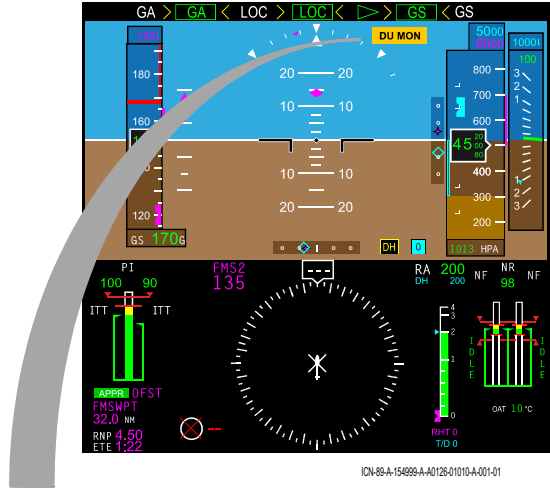 GA > GA < LOC > LOC < > GS < GS
DU MON
5000
1000
100
180
160
120
20 20
10 10
10 10
20 20
800
700
600
45 20 00 80
400
300
200
3
2
1
1
2
3
GS 170G
DH 0
1013 HPA
PI
100 90
ITT ITT
FMS2
135
---
RA 200
DH 200
NF NR NF
98
4
3
2
1
0
IDLE IDLE
APPR OFST
FMSWPT
32.0 NM
RNP 4.50
ETE 1:22
--
RHT 0
T/D 0
OAT 10 °C
ICN-89-A-154999-A-A0126-01010-A-001-01